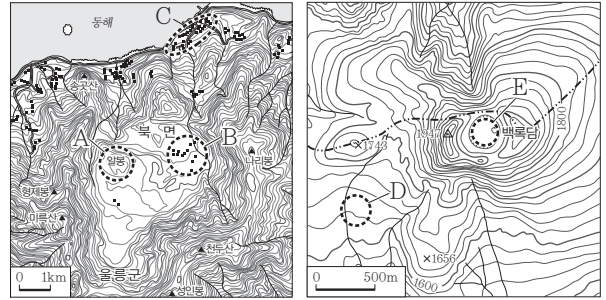 동해
C
송곳산
북면
A
B
알봉
나리봉
형제봉
미륵산
천두산
울릉군
성인봉
0 1km
E
1947
백록담
1800
1743
D
1656
1600
0 500m